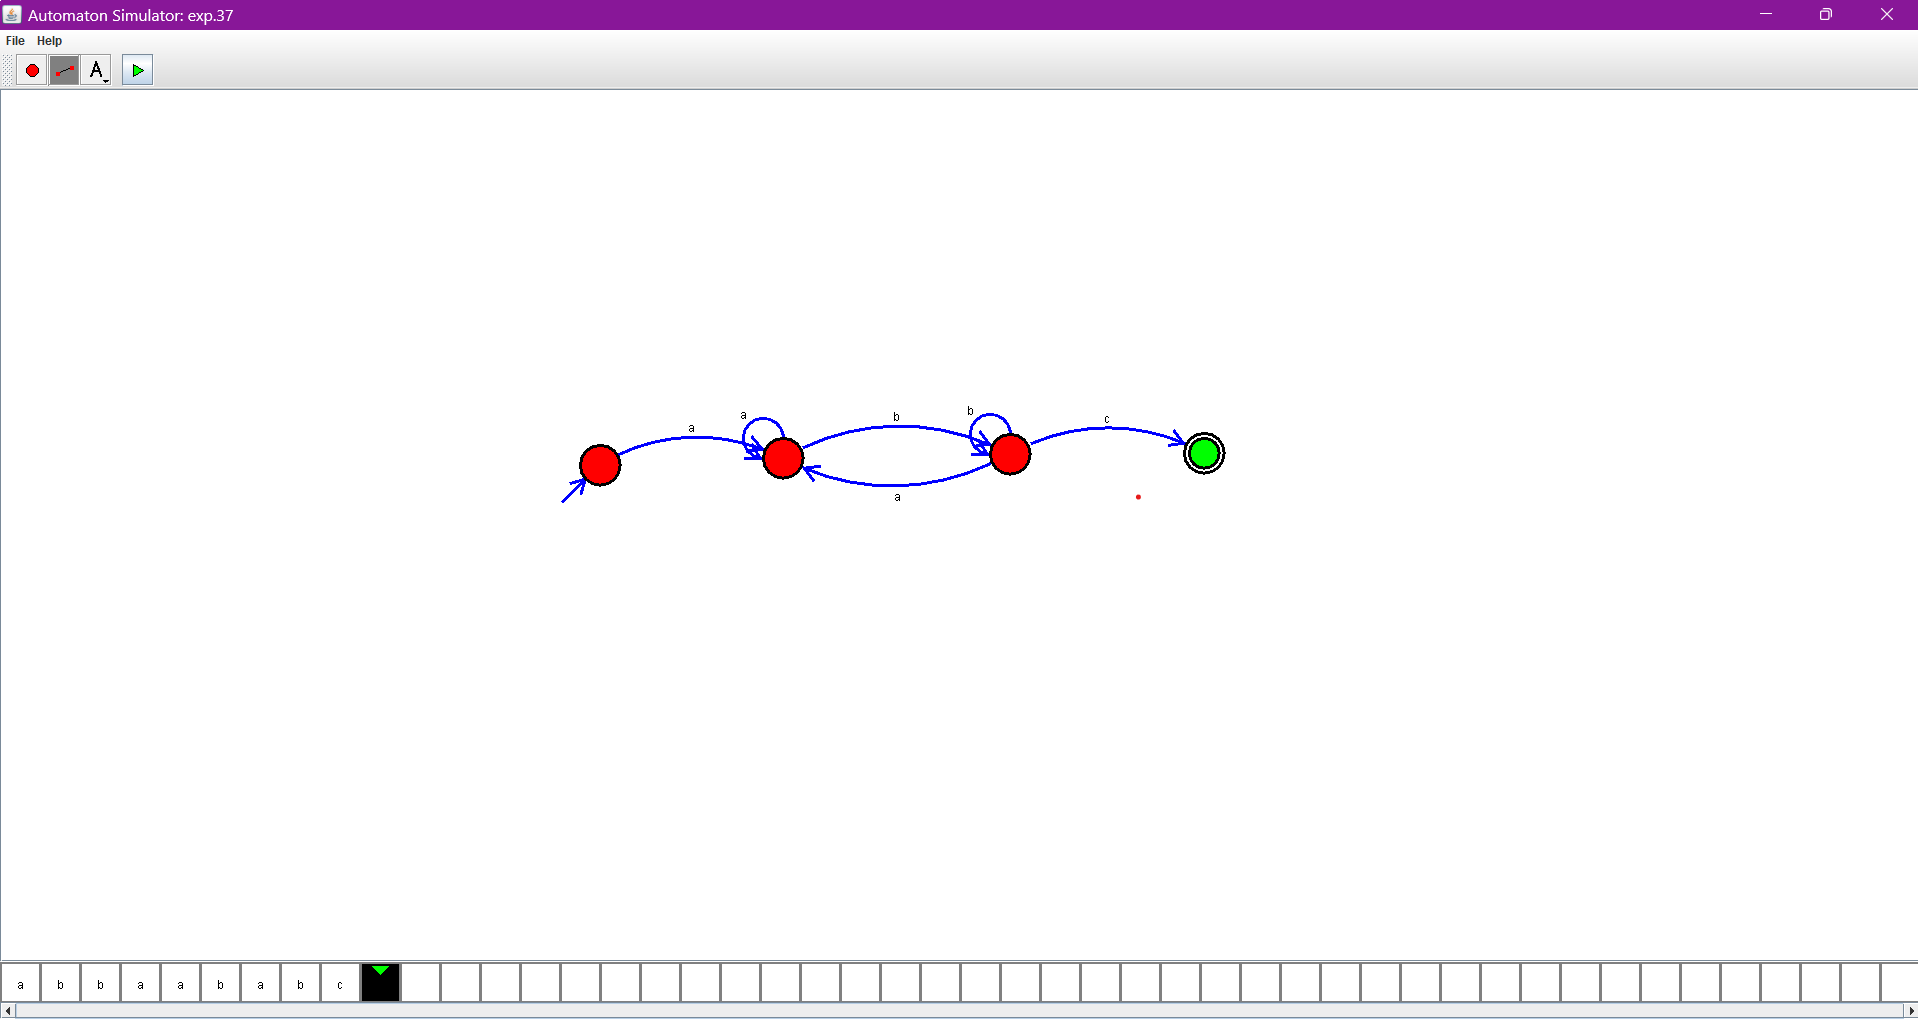 Automaton Simulator: exp.37
File Help
A
a a b b c
a
a b b a a b a b c